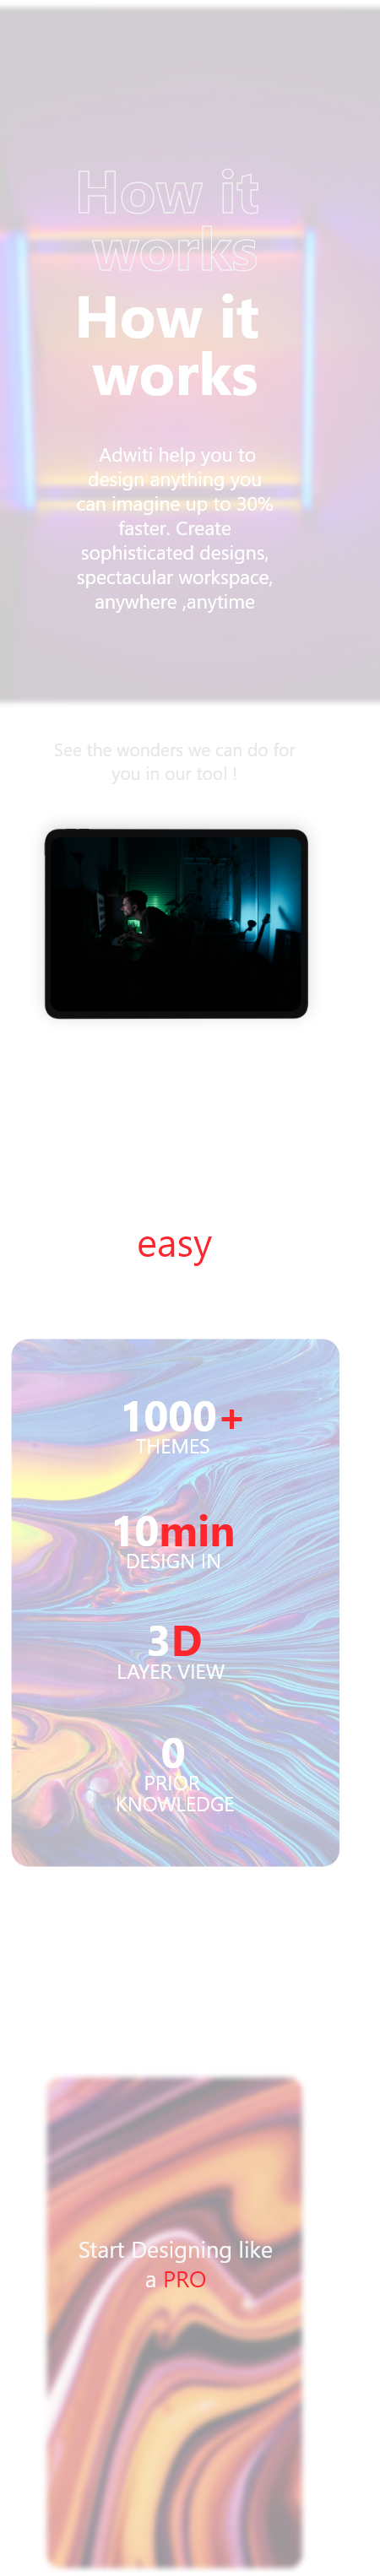 How it
works
How it
works
Adwiti help you to
design anything you
can imagine up to 30%
faster. Create
sophisticated designs,
spectacular workspace,
anywhere ,anytime
See the wonders we can do for
you in our tool !
easy
1000+
THEMES
10min
DESIGN IN
3D
LAYER VIEW
0
PRIOR
KNOWLEDGE
Start Designing like
a PRO